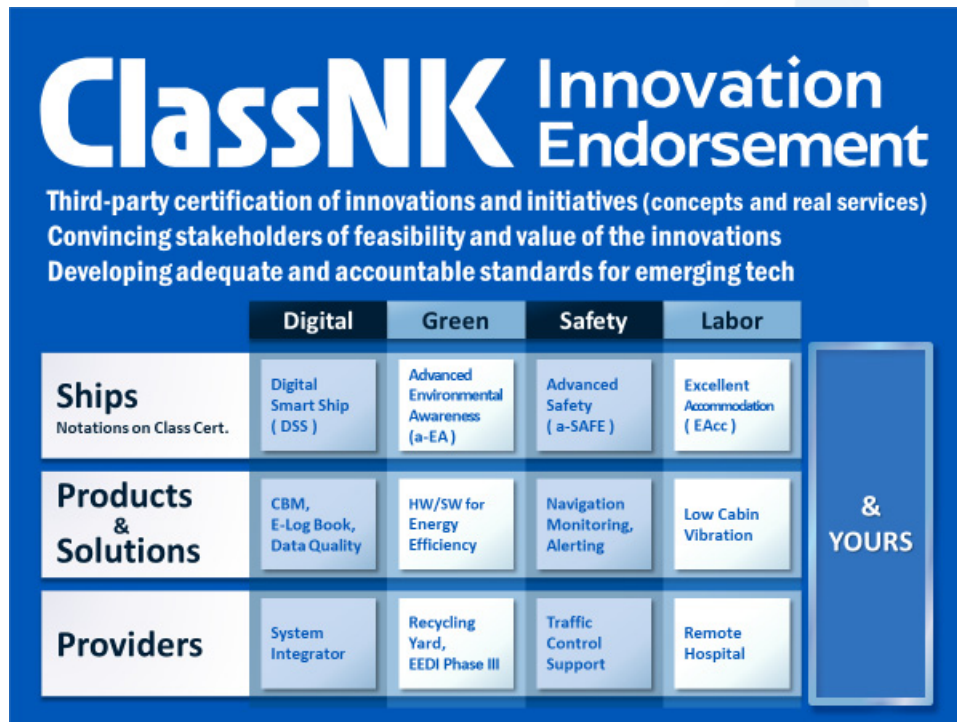 ClassNK Innovation
Endorsement
Third-party certification of innovations and initiatives (concepts and real services)
Convincing stakeholders of feasibility and value of the innovations
Developing adequate and accountable standards for emerging tech
Digital Green Safety Labor
Ships
Notations on Class Cert.
Digital
Smart Ship
( DSS )
Advanced
Environmental
Awareness
(a-EA )
Advanced
Safety
( a-SAFE )
Excellent
Accommodation
( EAcc )
Products
&
Solutions
CBM,
E-Log Book,
Data Quality
HW/SW for
Energy
Efficiency
Navigation
Monitoring,
Alerting
Low Cabin
Vibration
Providers
System
Integrator
Recycling
Yard,
EEDI Phase III
Traffic
Control
Support
Remote
Hospital
&
YOURS